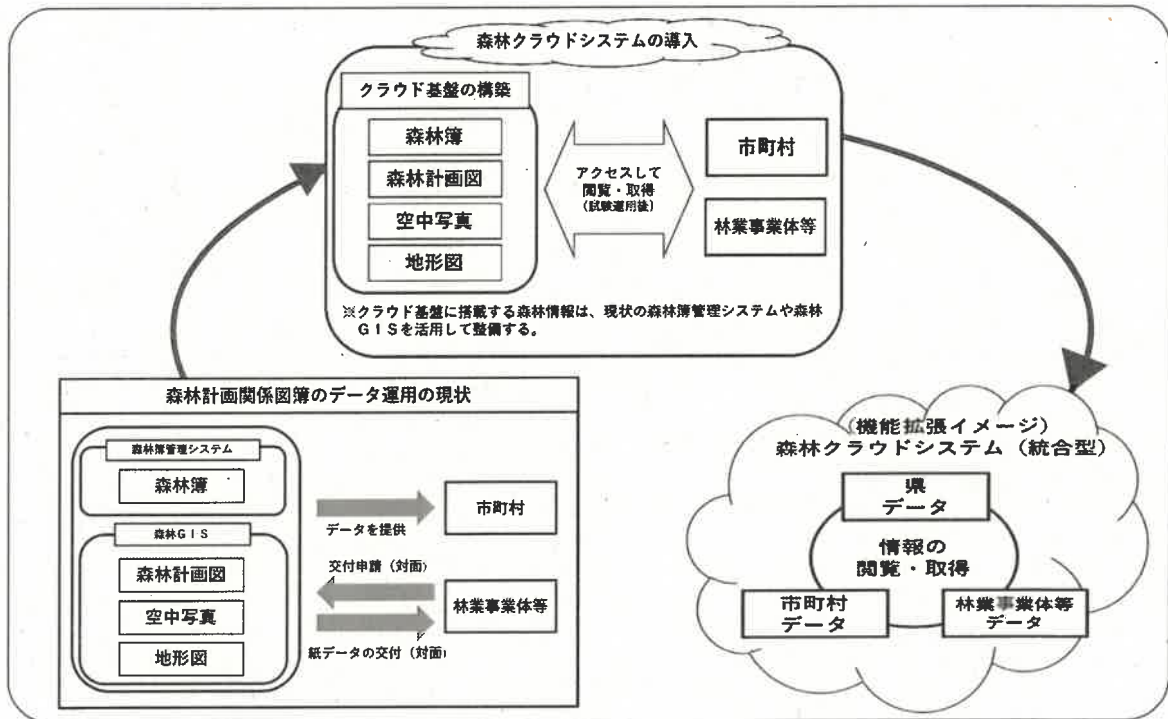 森林クラウドシステムの導入
クラウド基盤の構築
森林簿
森林計画図
空中写真
地形図
アクセスして
閲覧・取得
(試験運用後)
市町村
林業事業体等
※クラウド基盤に搭載する森林情報は、現状の森林簿管理システムや森林
GISを活用して整備する。
森林計画関係図簿のデータ運用の現状
森林簿管理システム
森林簿
森林GIS
森林計画図
空中写真
地形図
データを提供
交付申請(対面)
紙データの交付(対面)
市町村
林業事業体等
(機能拡張イメージ)
森林クラウドシステム(統合型)
県
データ
情報の
閲覧・取得
市町村
データ
林業事業体等
データ